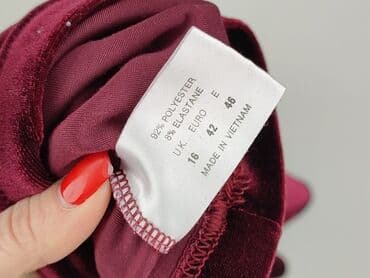 92% POLYESTER
8% ELASTANE
U.K. EURO E
16 42 46
MADE IN VIETNAM